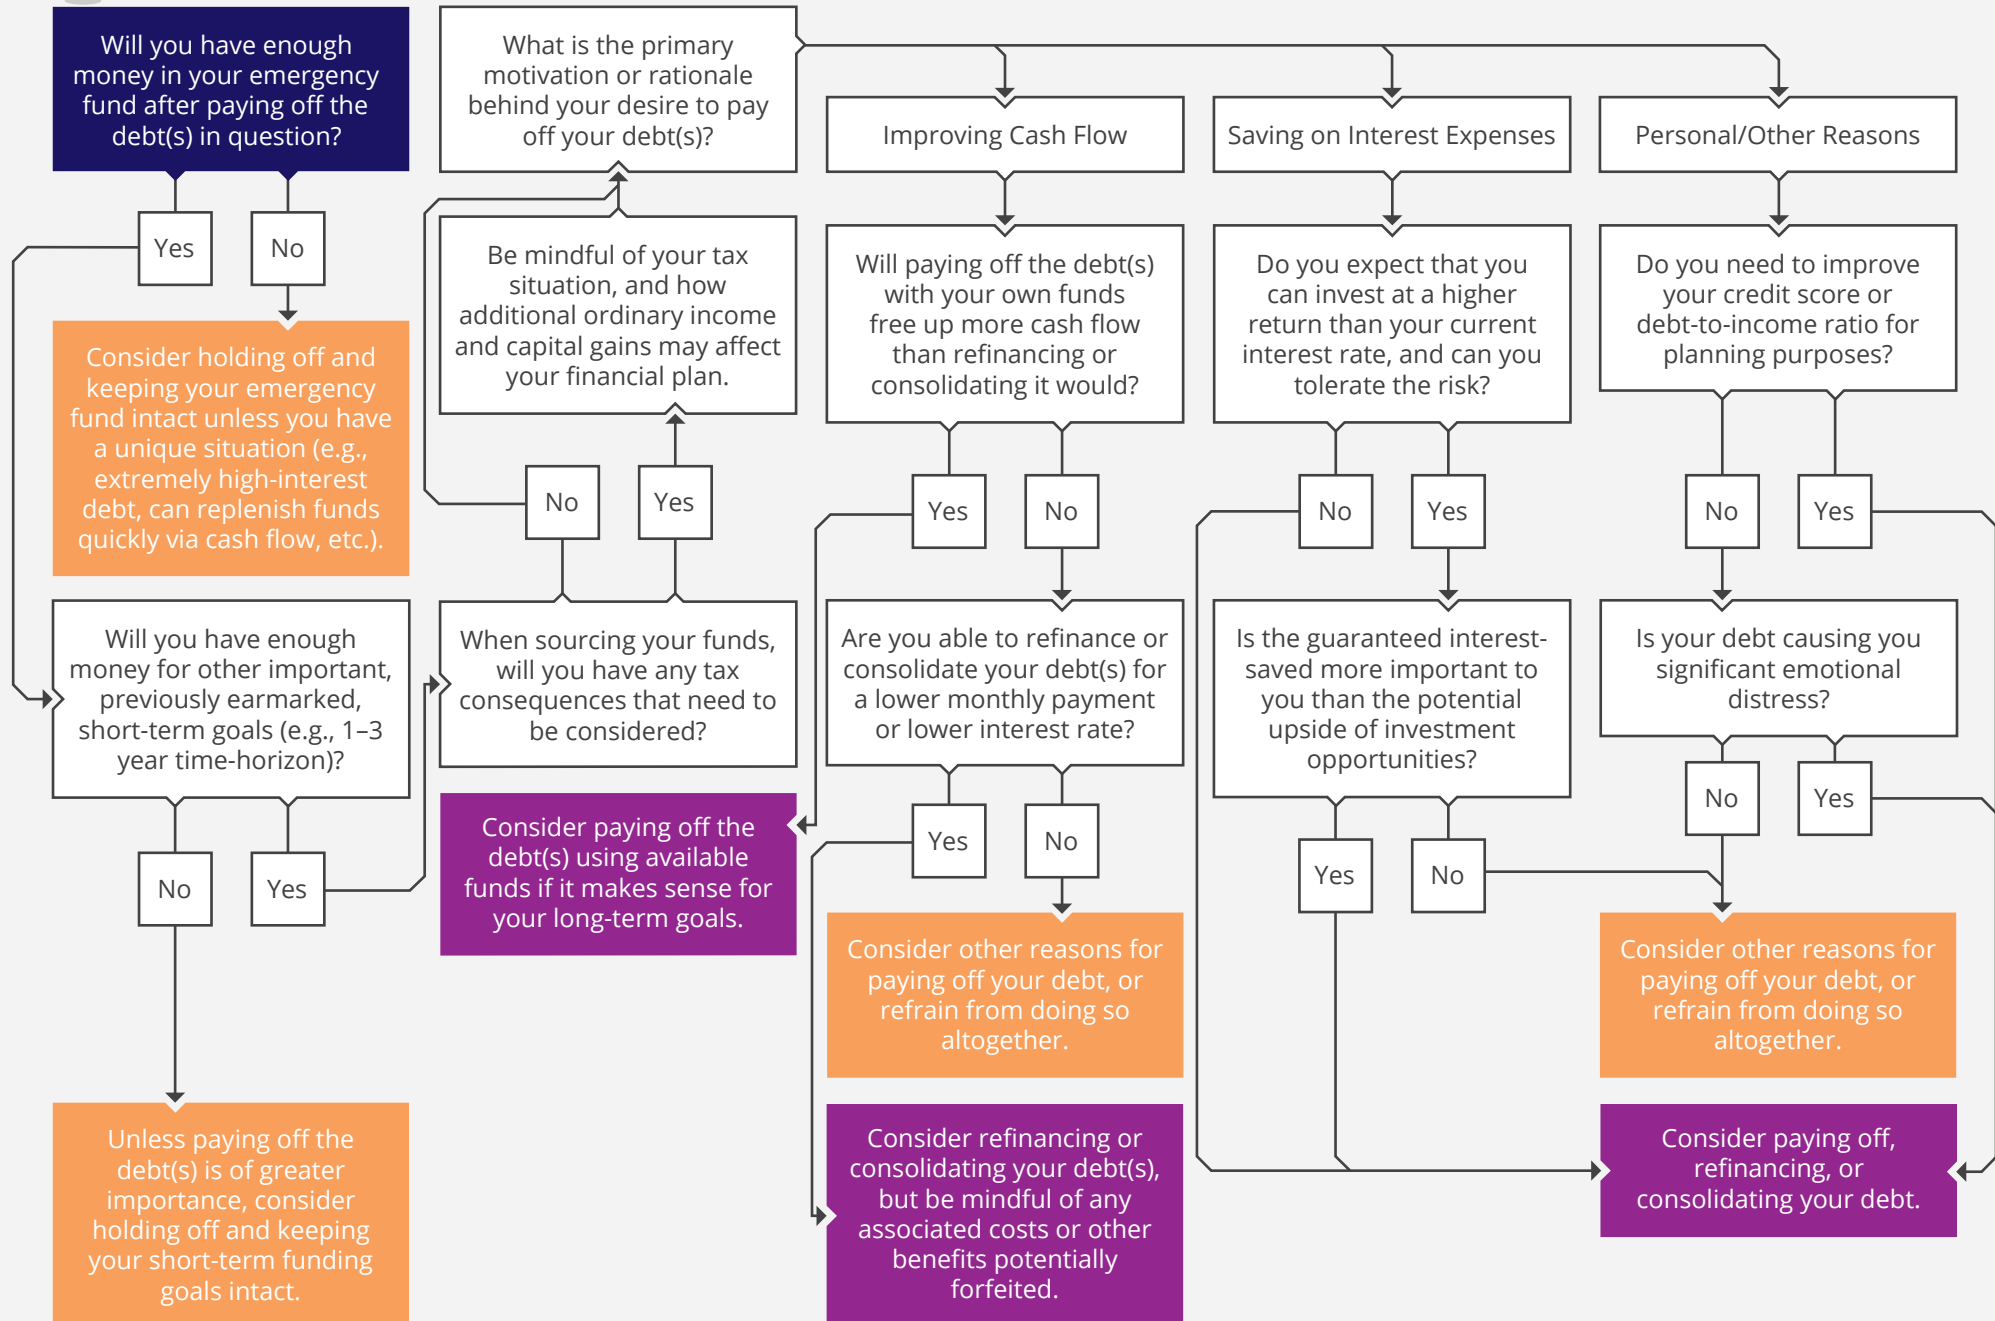 Will you have enough
money in your emergency
fund after paying off the
debt(s) in question?
Yes
No
Consider holding off and
keeping your emergency
fund intact unless you have
a unique situation (e.g.,
extremely high-interest
debt, can replenish funds
quickly via cash flow, etc.).
Will you have enough
money for other important,
previously earmarked,
short-term goals (e.g., 1–3
year time-horizon)?
No
Yes
Unless paying off the
debt(s) is of greater
importance, consider
holding off and keeping
your short-term funding
goals intact.
What is the primary
motivation or rationale
behind your desire to pay
off your debt(s)?
Be mindful of your tax
situation, and how
additional ordinary income
and capital gains may affect
your financial plan.
No
Yes
When sourcing your funds,
will you have any tax
consequences that need to
be considered?
Consider paying off the
debt(s) using available
funds if it makes sense for
your long-term goals.
Improving Cash Flow
Will paying off the debt(s)
with your own funds
free up more cash flow
than refinancing or
consolidating it would?
Yes
No
Are you able to refinance or
consolidate your debt(s) for
a lower monthly payment
or lower interest rate?
Yes
No
Consider other reasons for
paying off your debt, or
refrain from doing so
altogether.
Consider refinancing or
consolidating your debt(s),
but be mindful of any
associated costs or other
benefits potentially
forfeited.
Saving on Interest Expenses
Do you expect that you
can invest at a higher
return than your current
interest rate, and can you
tolerate the risk?
No
Yes
Is the guaranteed interest-
saved more important to
you than the potential
upside of investment
opportunities?
Yes
No
Personal/Other Reasons
Do you need to improve
your credit score or
debt-to-income ratio for
planning purposes?
No
Yes
Is your debt causing you
significant emotional
distress?
No
Yes
Consider other reasons for
paying off your debt, or
refrain from doing so
altogether.
Consider paying off,
refinancing, or
consolidating your debt.